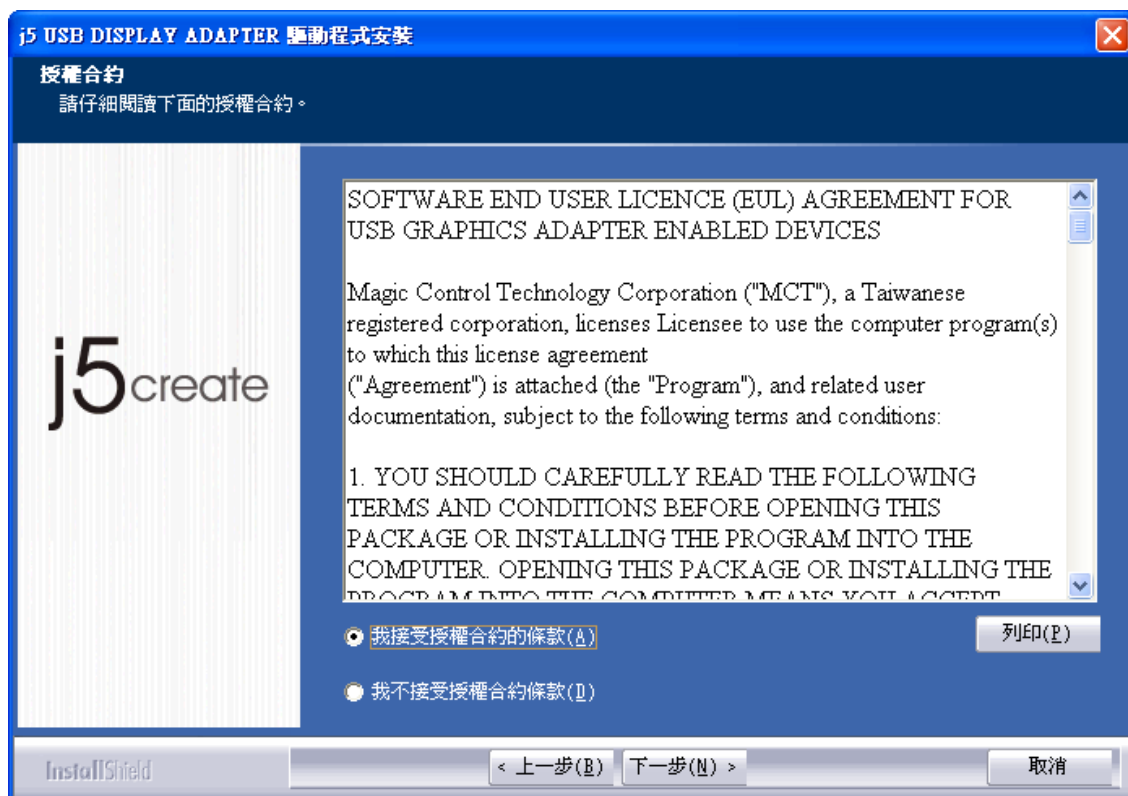 j5 USB DISPLAY ADAPTER 驅動程式安裝
授權合約
請仔細閱讀下面的授權合約。
j5create
SOFTWARE END USER LICENCE (EUL) AGREEMENT FOR
USB GRAPHICS ADAPTER ENABLED DEVICES
Magic Control Technology Corporation ("MCT"), a Taiwanese
registered corporation, licenses Licensee to use the computer program(s)
to which this license agreement
("Agreement") is attached (the "Program"), and related user
documentation, subject to the following terms and conditions:
1. YOU SHOULD CAREFULLY READ THE FOLLOWING
TERMS AND CONDITIONS BEFORE OPENING THIS
PACKAGE OR INSTALLING THE PROGRAM INTO THE
COMPUTER. OPENING THIS PACKAGE OR INSTALLING THE
PROGRAM INTO THE COMPUTER MEANS YOU ACCEPT
我接受授權合約的條款(A)
列印(P)
我不接受授權合約條款(D)
InstallShield
< 上一步(B) 下一步(N) > 取消